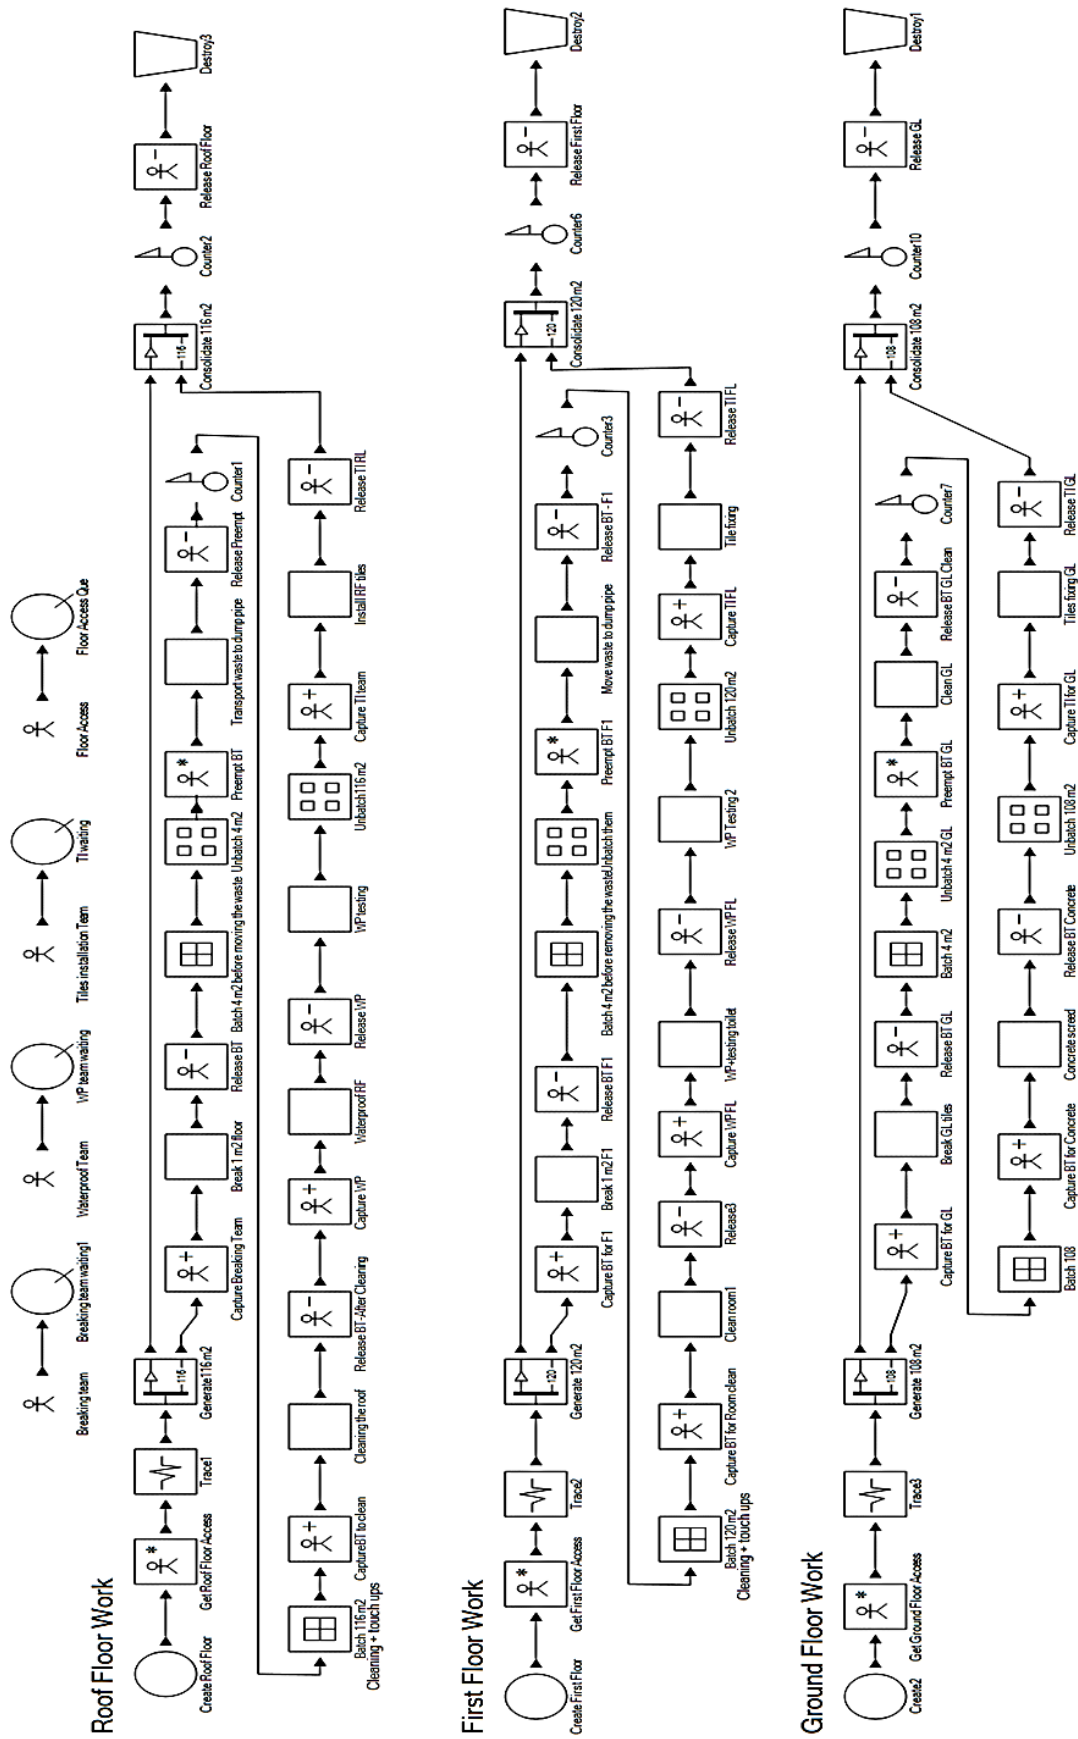 Breaking team
Breaking team waiting1
Waterproof Team
WP team waiting
Tiles installation Team
TI waiting
Floor Access
Floor Access Que
Roof Floor Work
Create Roof Floor
Get Roof Floor Access
Trace1
Generate116 m2
116
Capture Breaking Team
Break 1 m2 floor
Release BT
Batch 4 m2 before moving the waste
Unbatch 4 m2
Preempt BT
Transport waste to dump pipe
Release Preempt
Counter1
Consolidate 116 m2
116
Counter2
Release Roof Floor
Destroy3
Batch 116 m2
Cleaning + touch ups
Capture BT to clean
Cleaning the roof
Release BT - After Cleaning
Capture WP
Waterproof RF
Release WP
WP testing
Unbatch116 m2
Capture TI team
Install RF tiles
Release TI RL
First Floor Work
Create First Floor
Get First Floor Access
Trace2
Generate 120 m2
120
Capture BT for F1
Break 1 m2 F1
Release BT F1
Batch 4 m2 before removing the waste
Unbatch them
Preempt BT F1
Move waste to dump pipe
Release BT - F1
Counter3
Consolidate 120 m2
120
Counter6
Release First Floor
Destroy2
Batch 120 m2
Cleaning + touch ups
Capture BT for Room clean
Clean room1
Release3
Capture WP FL
WP+testing toilet
Release WP FL
WP Testing 2
Unbatch 120 m2
Capture TI FL
Tile fixing
Release TI FL
Ground Floor Work
Create2
Get Ground Floor Access
Trace3
Generate 108 m2
108
Capture BT for GL
Break GL tiles
Release BT GL
Batch 4 m2
Unbatch 4 m2 GL
Preempt BT GL
Clean GL
Release BT GL Clean
Counter7
Consolidate 108 m2
108
Counter10
Release GL
Destroy1
Batch 108
Capture BT for Concrete
Concrete screed
Release BT Concrete
Unbatch 108 m2
Capture TI for GL
Tiles fixing GL
Release TI GL